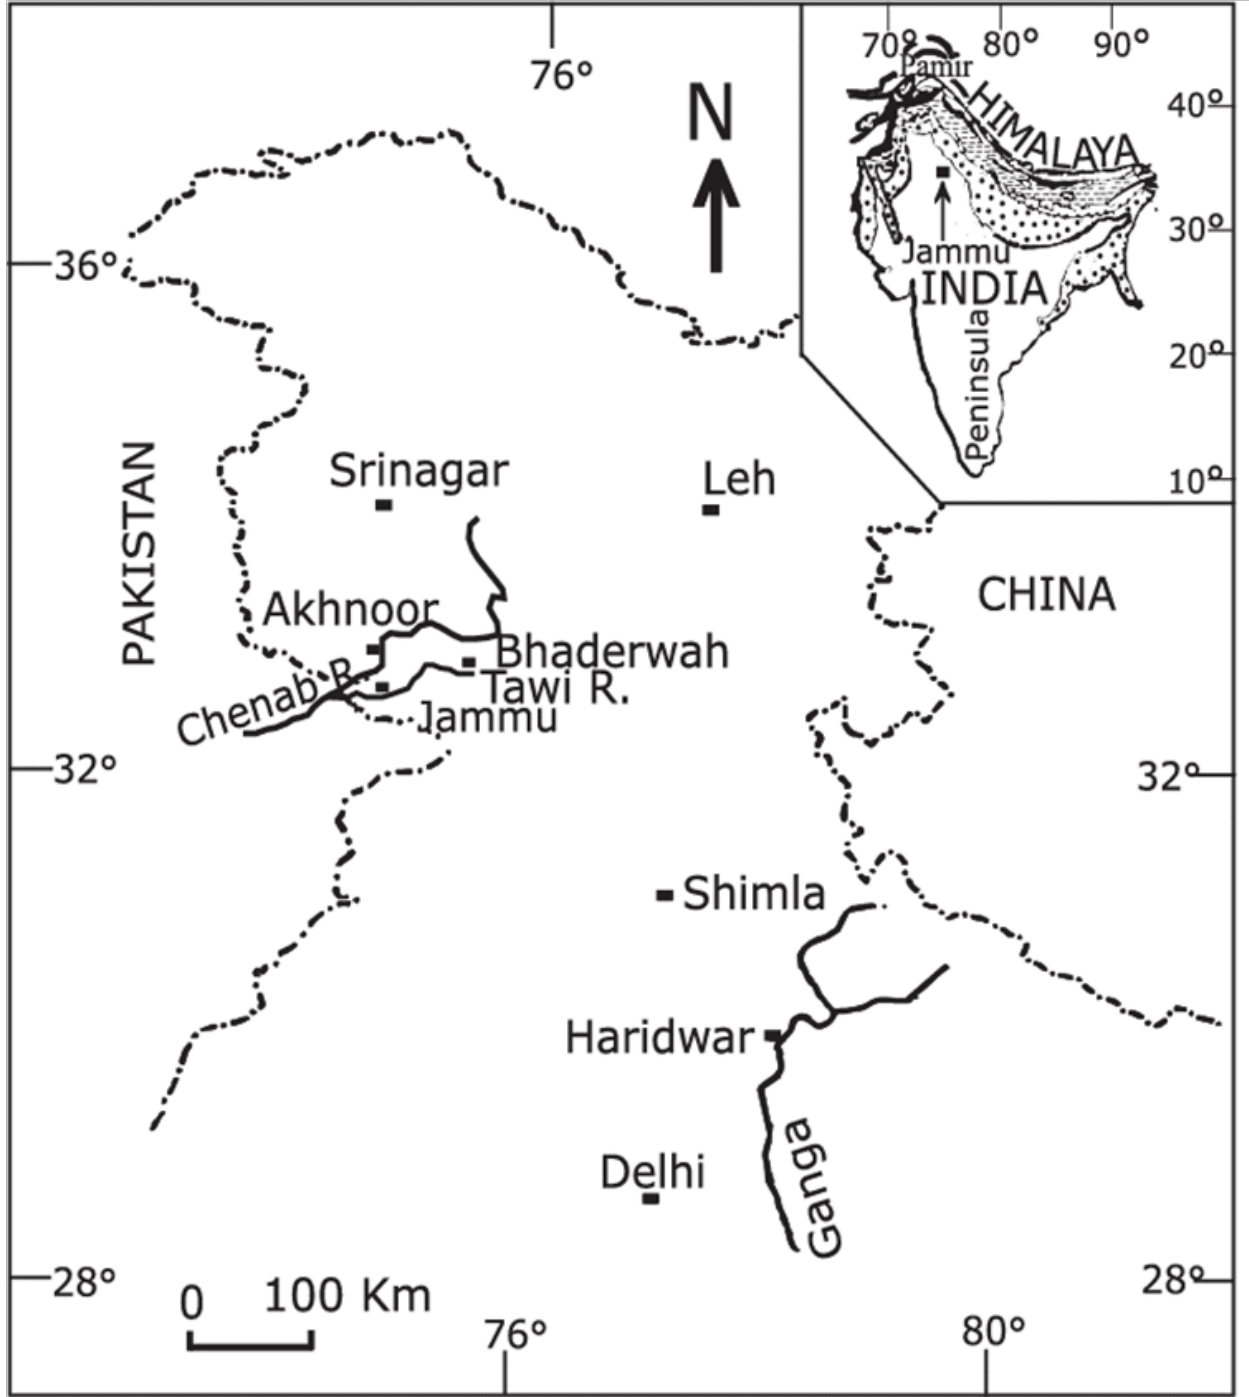 76°
N
70° 80° 90°
Pamir
HIMALAYA
40°
30°
Jammu
INDIA
Peninsula
20°
10°
36°
PAKISTAN
Srinagar
Leh
CHINA
Akhnoor
Bhaderwah
Chenab R.
Tawi R.
Jammu
32°
32°
Shimla
Haridwar
Ganga
Delhi
28°
28°
0 100 Km
76°
80°